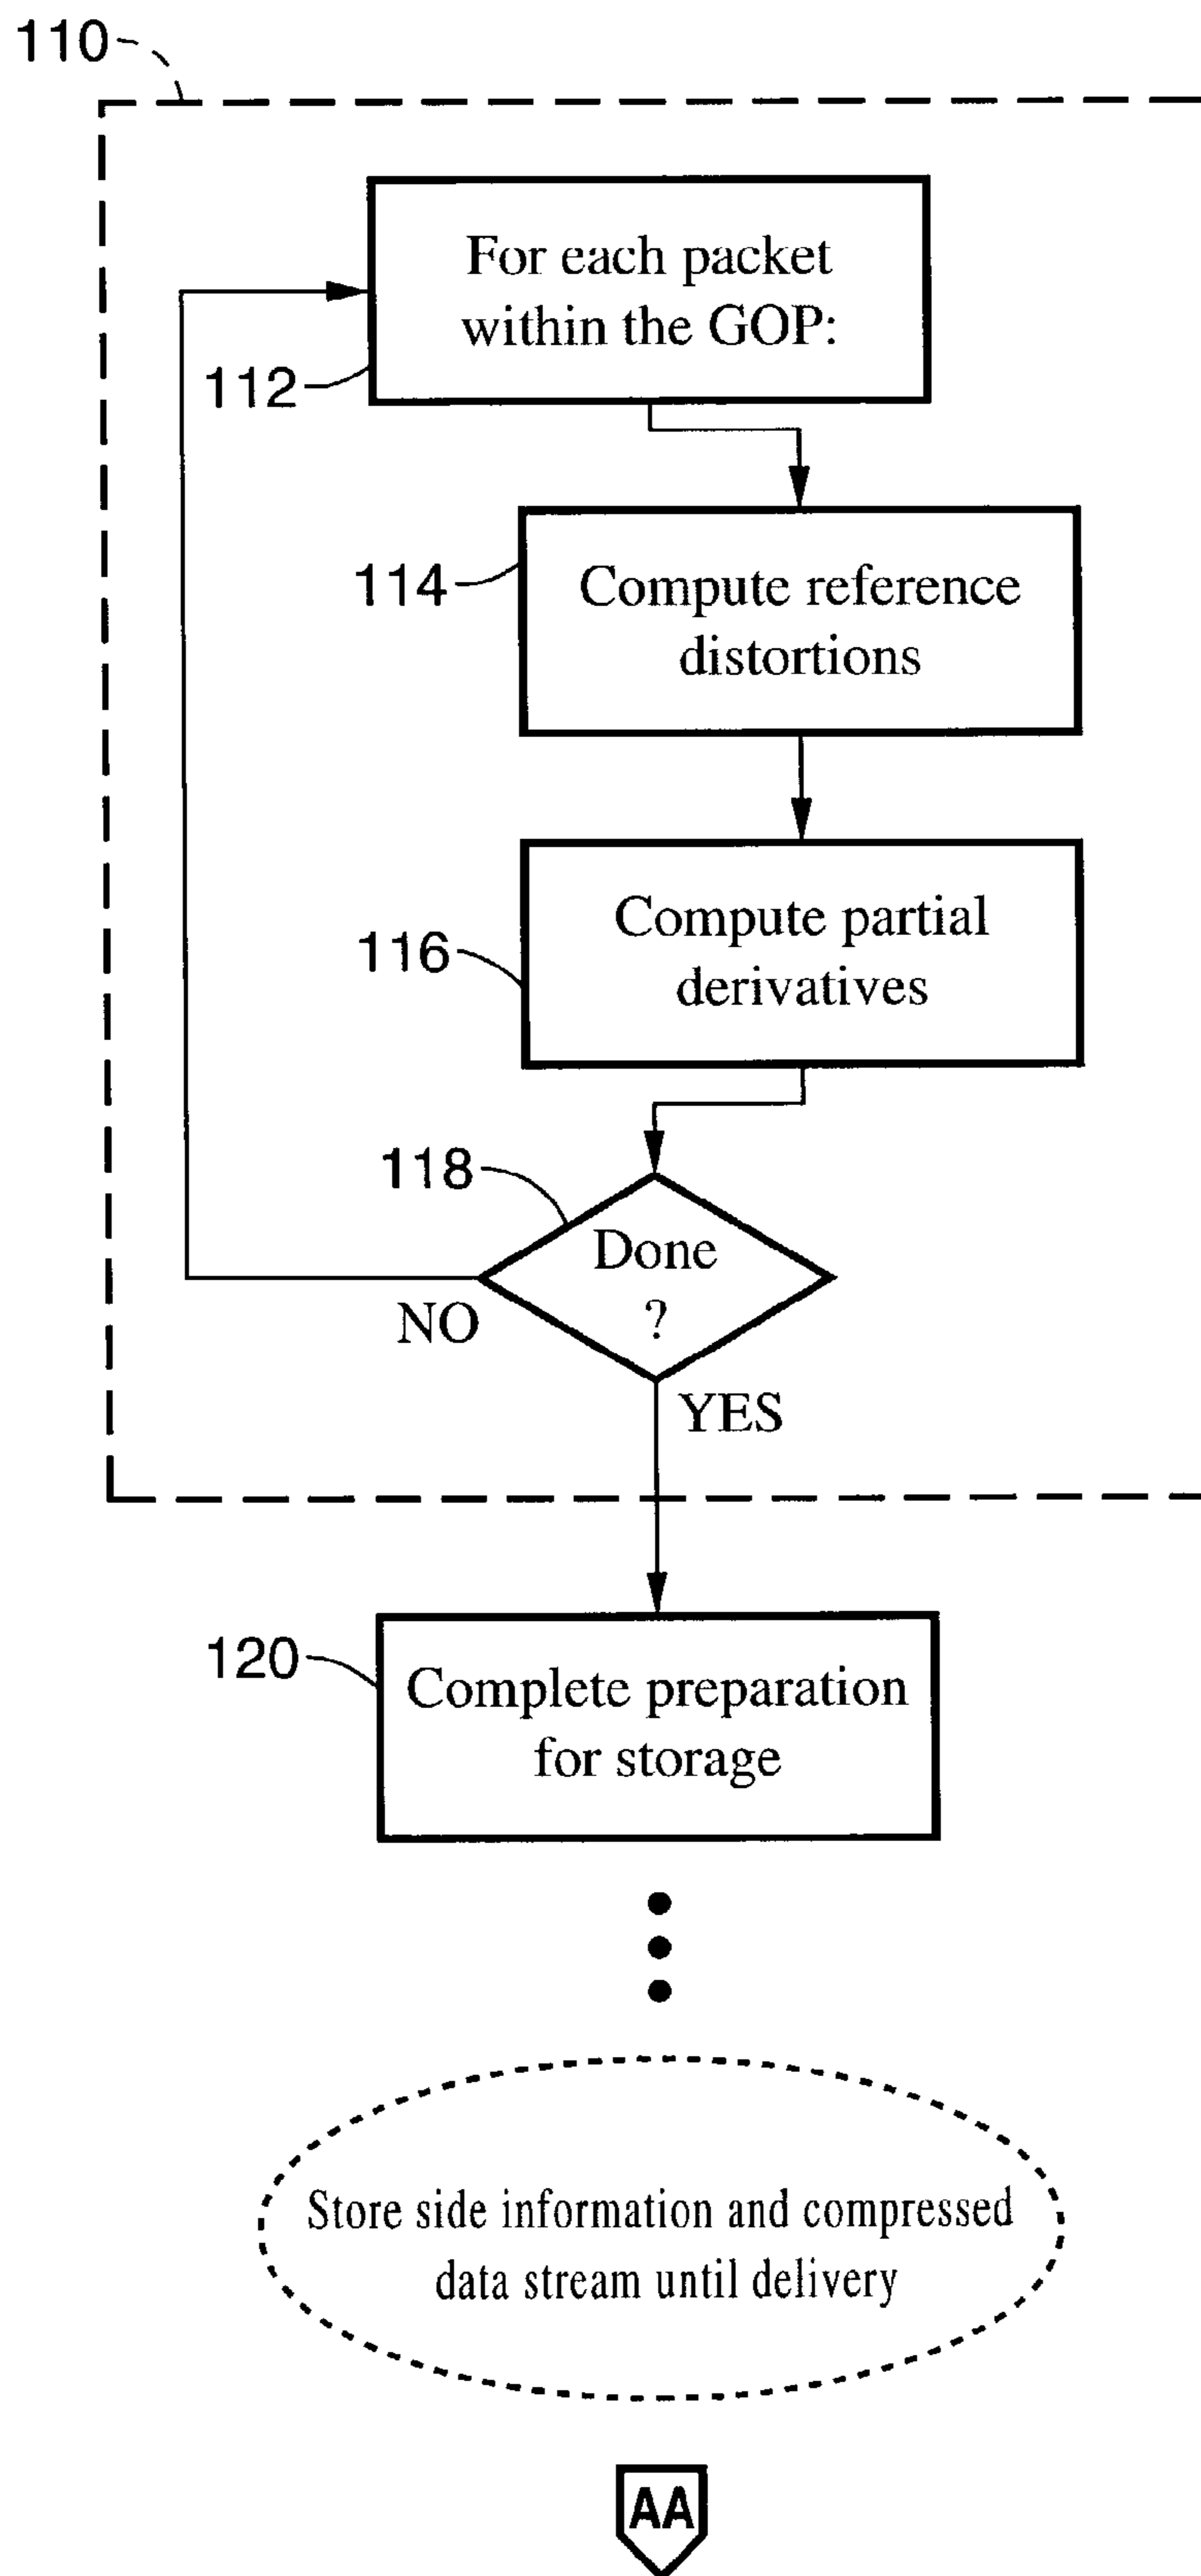 110
For each packet
within the GOP:
112
114
Compute reference
distortions
116
Compute partial
derivatives
118
Done
?
NO
YES
120
Complete preparation
for storage
Store side information and compressed
data stream until delivery
AA